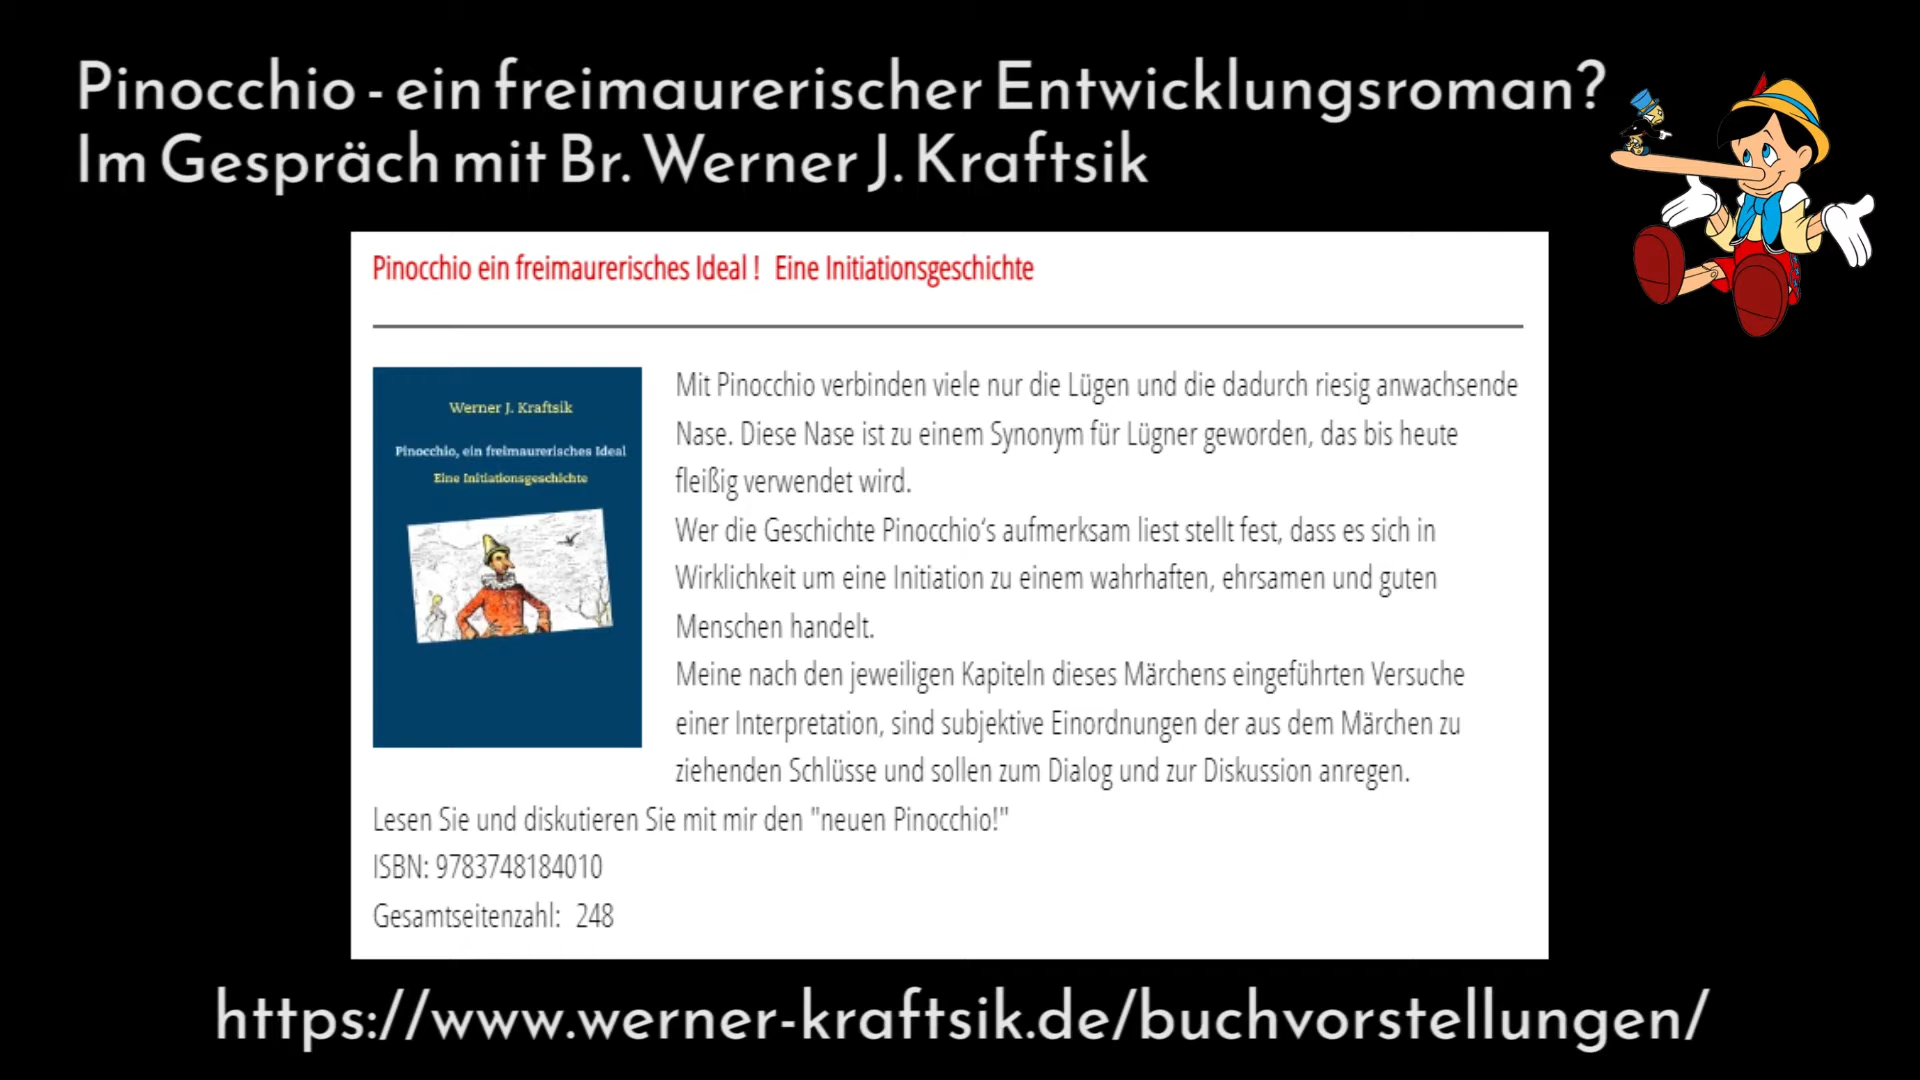 Pinocchio - ein freimaurerischer Entwicklungsroman?
Im Gespräch mit Br. Werner J. Kraftsik
Pinocchio ein freimaurerisches Ideal ! Eine Initiationsgeschichte
Werner J. Kraftsik
Pinocchio, ein freimaurerisches Ideal
Eine Initiationsgeschichte
Mit Pinocchio verbinden viele nur die Lügen und die dadurch riesig anwachsende
Nase. Diese Nase ist zu einem Synonym für Lügner geworden, das bis heute
fleißig verwendet wird.
Wer die Geschichte Pinocchio‘s aufmerksam liest stellt fest, dass es sich in
Wirklichkeit um eine Initiation zu einem wahrhaften, ehrsamen und guten
Menschen handelt.
Meine nach den jeweiligen Kapiteln dieses Märchens eingeführten Versuche
einer Interpretation, sind subjektive Einordnungen der aus dem Märchen zu
ziehenden Schlüsse und sollen zum Dialog und zur Diskussion anregen.
Lesen Sie und diskutieren Sie mit mir den "neuen Pinocchio!"
ISBN: 9783748184010
Gesamtseitenzahl: 248
https://www.werner-kraftsik.de/buchvorstellungen/